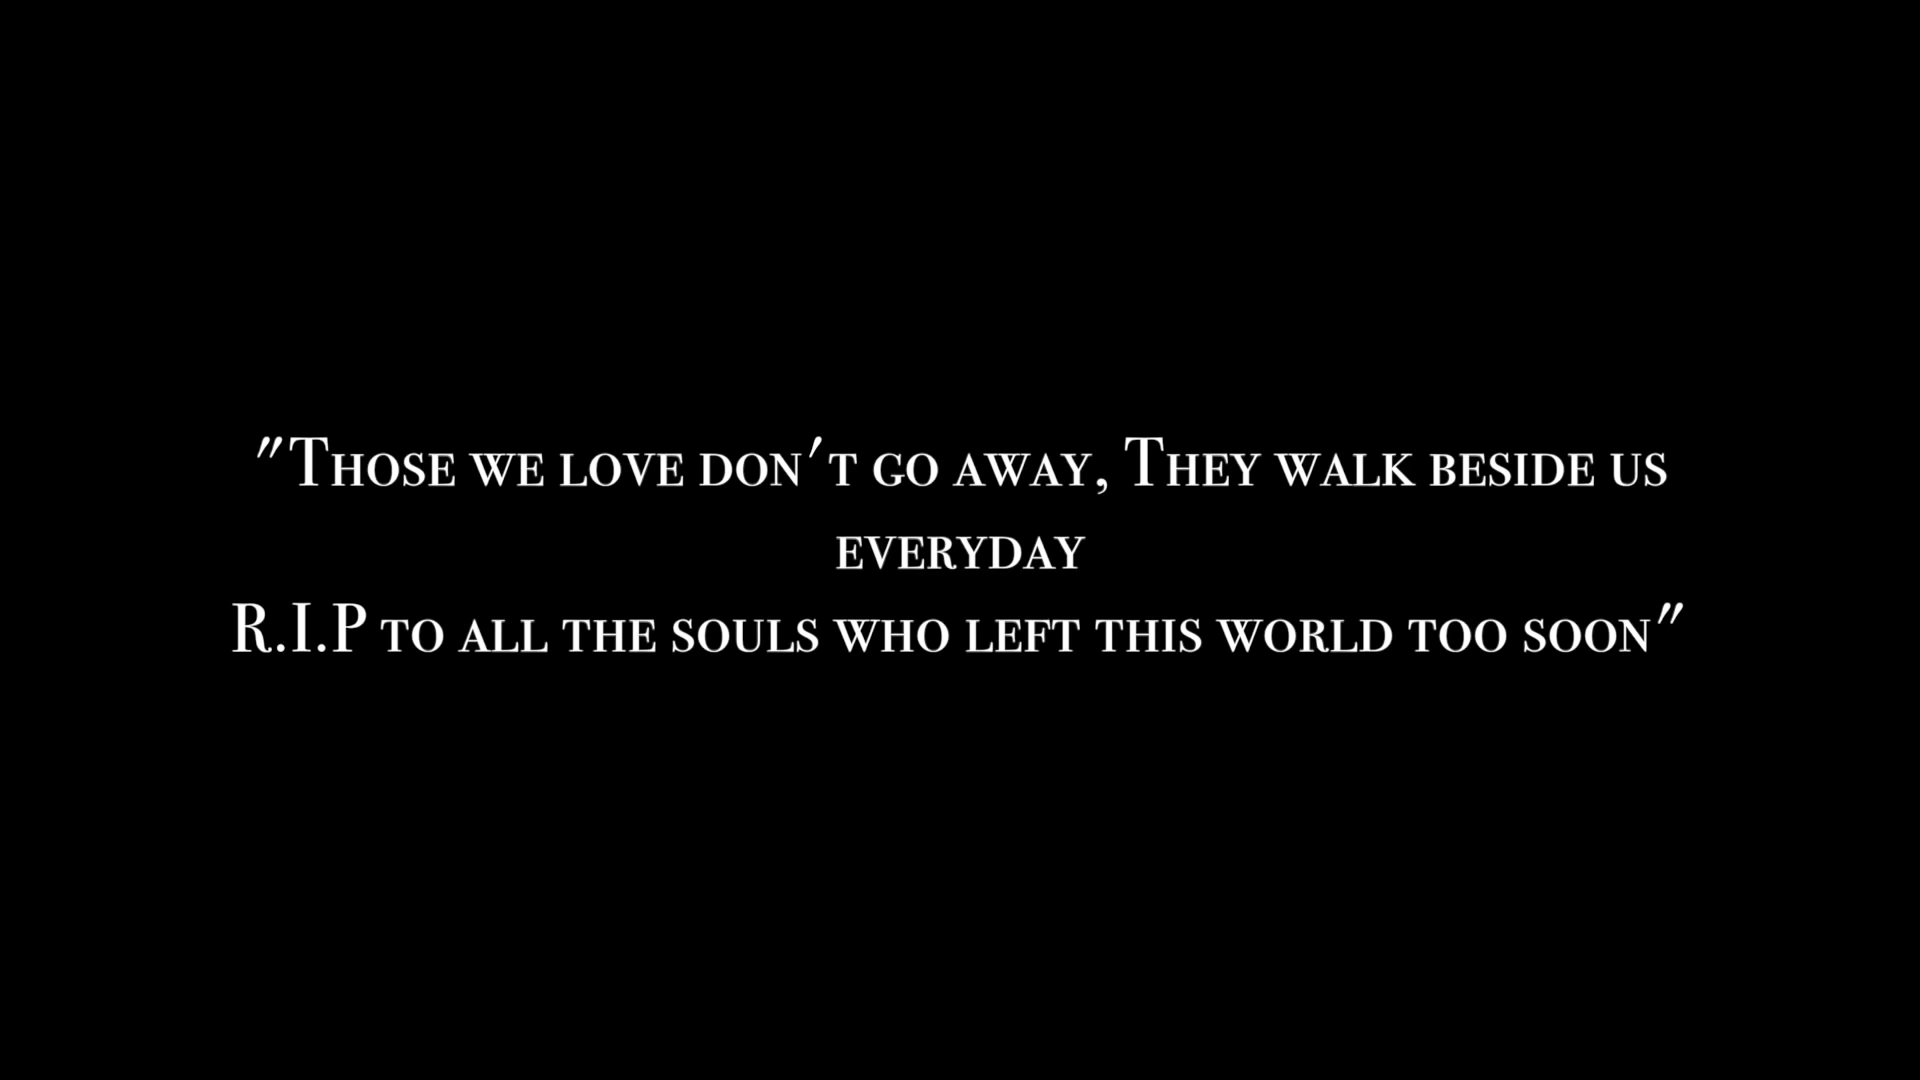 "Those we love don't go away, They walk beside us
everyday
R.I.P to all the souls who left this world too soon"